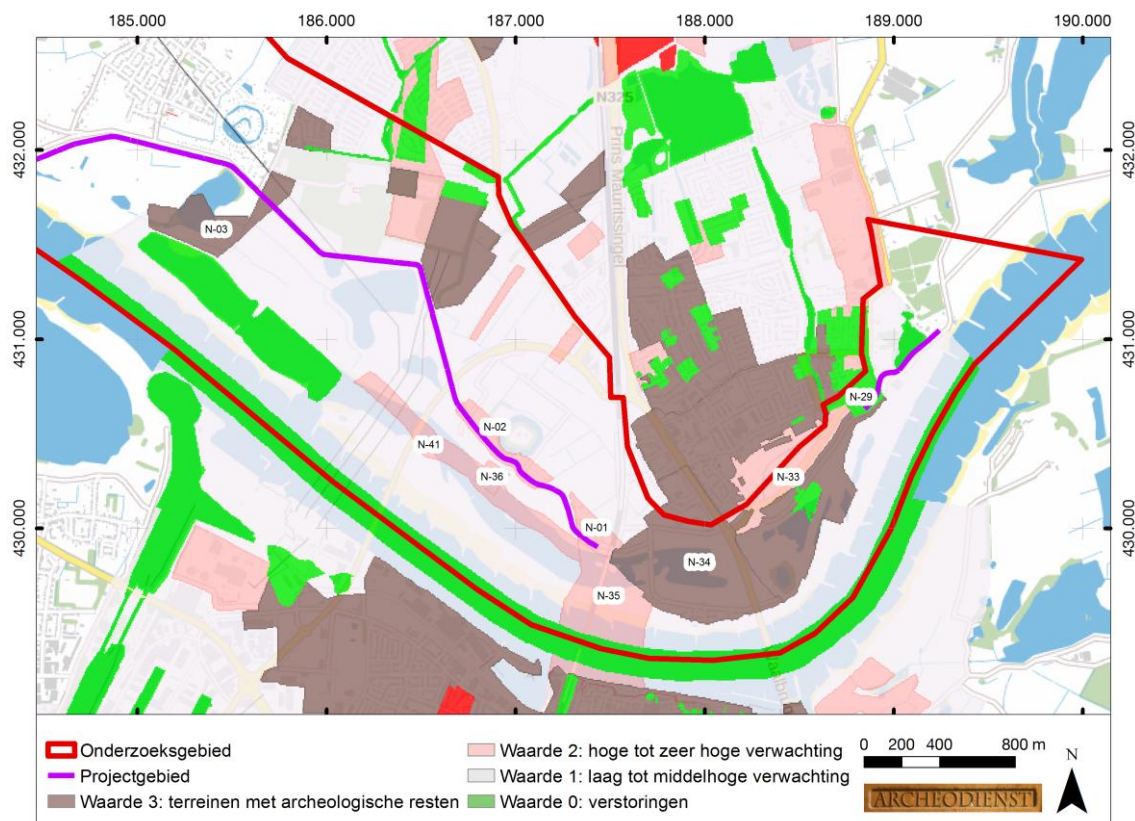 185.000 186.000 187.000 188.000 189.000 190.000
432.000 432.000
431.000 431.000
430.000 430.000
N325
Prins Mauritssingel
N-03
N-29
N-02
N-41
N-36
N-33
N-01
N-34
N-35
Onderzoeksgebied
Projectgebied
Waarde 3: terreinen met archeologische resten
Waarde 2: hoge tot zeer hoge verwachting
Waarde 1: laag tot middelhoge verwachting
Waarde 0: verstoringen
0 200 400 800 m
N
ARCHEODIENST